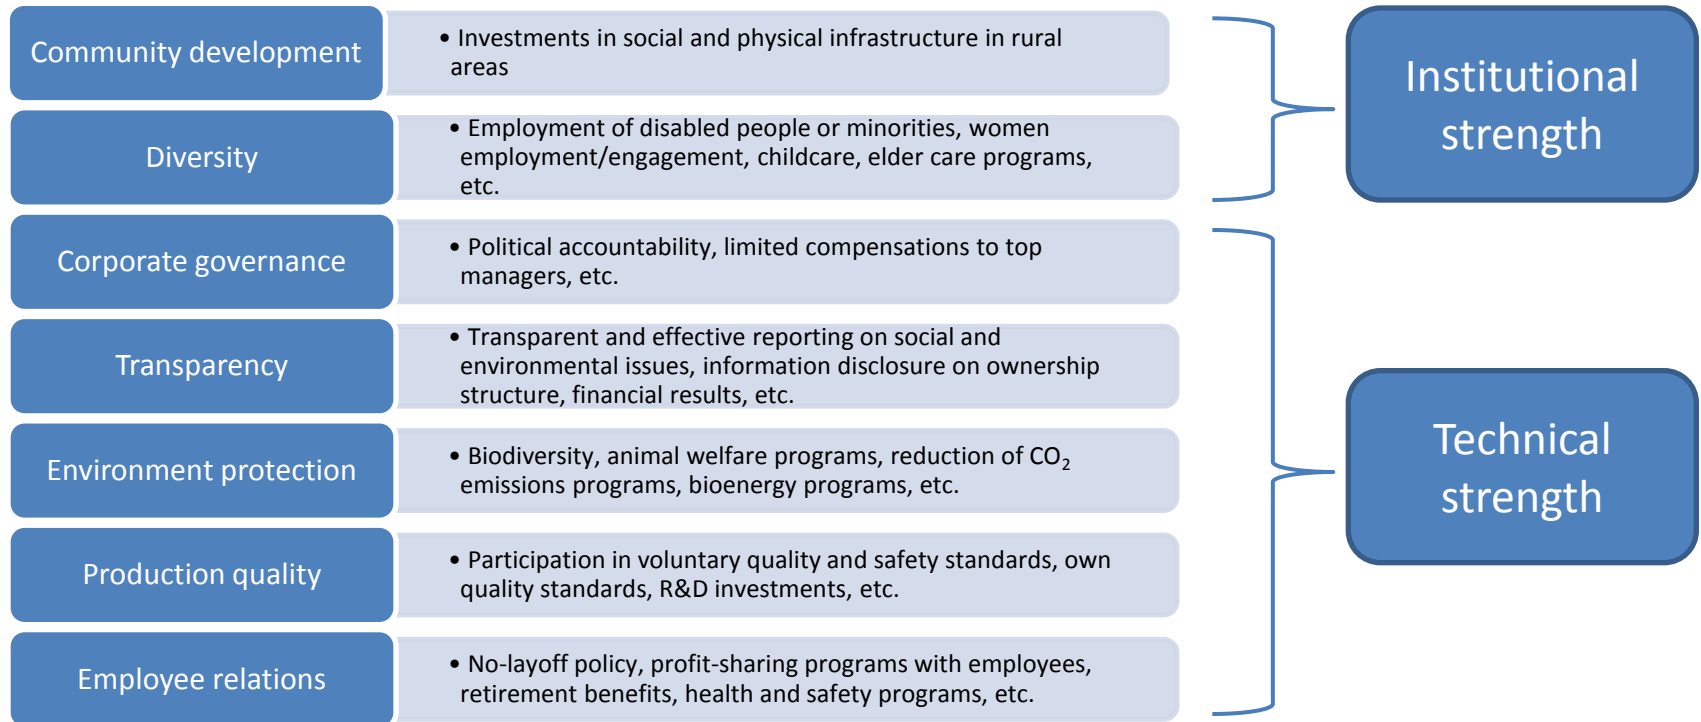 Community development
• Investments in social and physical infrastructure in rural
areas
Diversity
• Employment of disabled people or minorities, women
employment/engagement, childcare, elder care programs,
etc.
Institutional
strength
Corporate governance
• Political accountability, limited compensations to top
managers, etc.
Transparency
• Transparent and effective reporting on social and
environmental issues, information disclosure on ownership
structure, financial results, etc.
Environment protection
• Biodiversity, animal welfare programs, reduction of CO₂
emissions programs, bioenergy programs, etc.
Production quality
• Participation in voluntary quality and safety standards, own
quality standards, R&D investments, etc.
Employee relations
• No-layoff policy, profit-sharing programs with employees,
retirement benefits, health and safety programs, etc.
Technical
strength